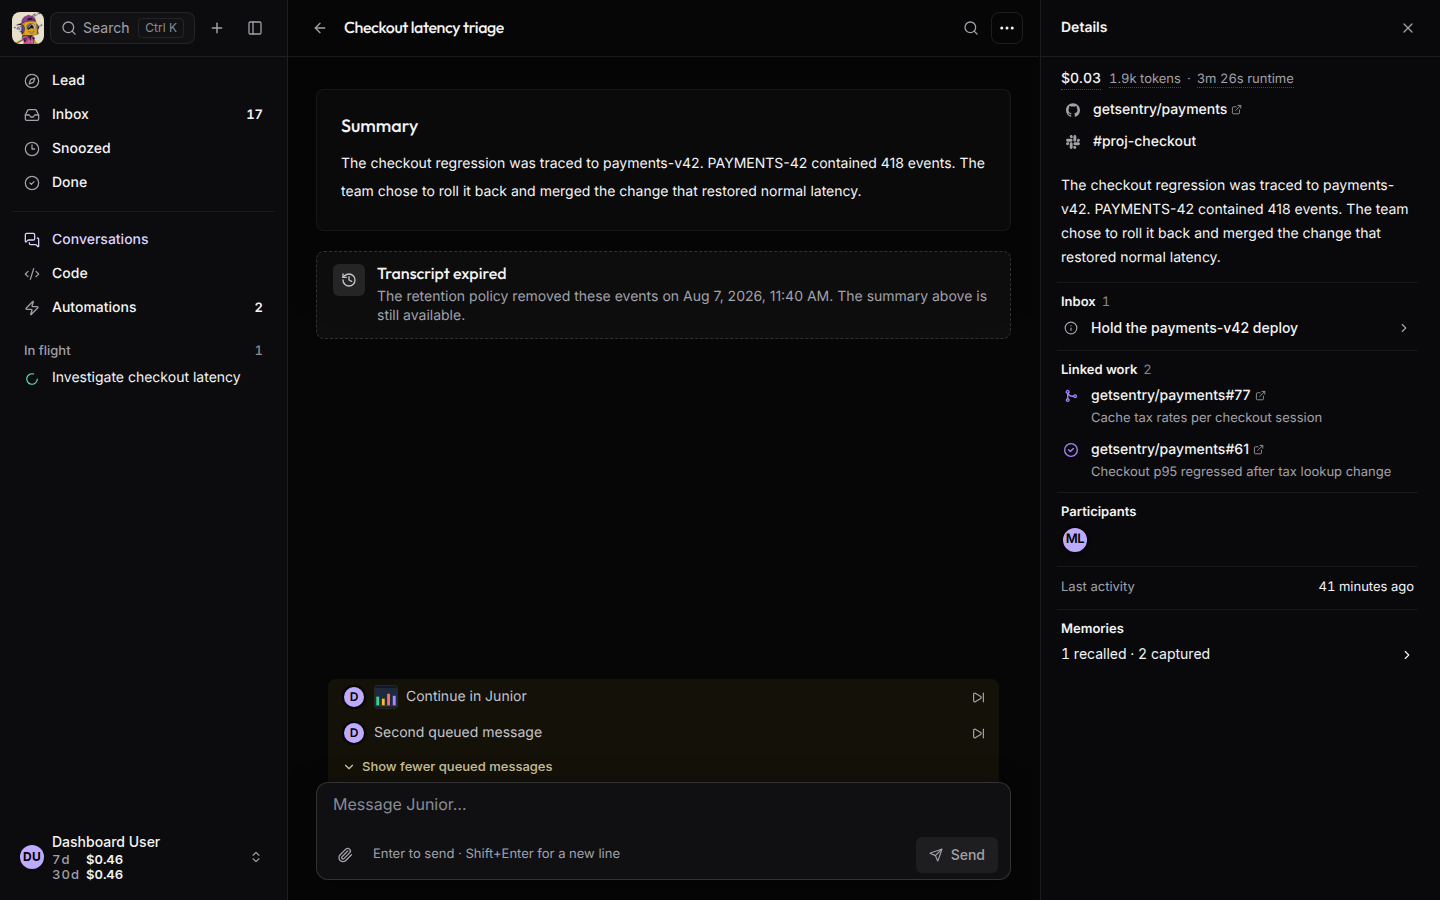 Search Ctrl K
Lead
Inbox 17
Snoozed
Done
Conversations
Code
Automations 2
In flight 1
Investigate checkout latency
DU
Dashboard User
7d $0.46
30d $0.46
Checkout latency triage
Summary
The checkout regression was traced to payments-v42. PAYMENTS-42 contained 418 events. The
team chose to roll it back and merged the change that restored normal latency.
Transcript expired
The retention policy removed these events on Aug 7, 2026, 11:40 AM. The summary above is
still available.
D Continue in Junior
D Second queued message
Show fewer queued messages
Message Junior...
Enter to send · Shift+Enter for a new line
Send
Details
$0.03 1.9k tokens · 3m 26s runtime
getsentry/payments
#proj-checkout
The checkout regression was traced to payments-
v42. PAYMENTS-42 contained 418 events. The team
chose to roll it back and merged the change that
restored normal latency.
Inbox 1
Hold the payments-v42 deploy
Linked work 2
getsentry/payments#77
Cache tax rates per checkout session
getsentry/payments#61
Checkout p95 regressed after tax lookup change
Participants
ML
Last activity 41 minutes ago
Memories
1 recalled · 2 captured